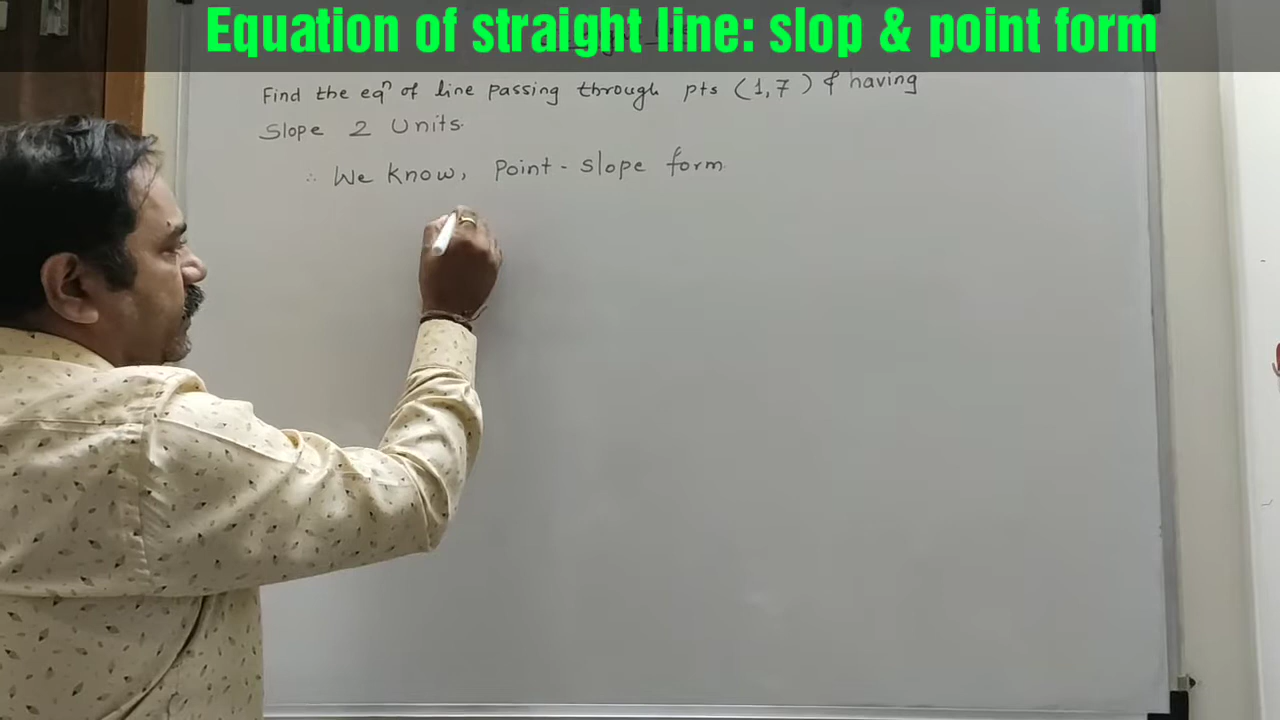 Equation of straight line: slop & point form
Find the eqⁿ of line passing through pts (1,7) & having
Slope 2 Units.
∴ We know, Point - Slope form